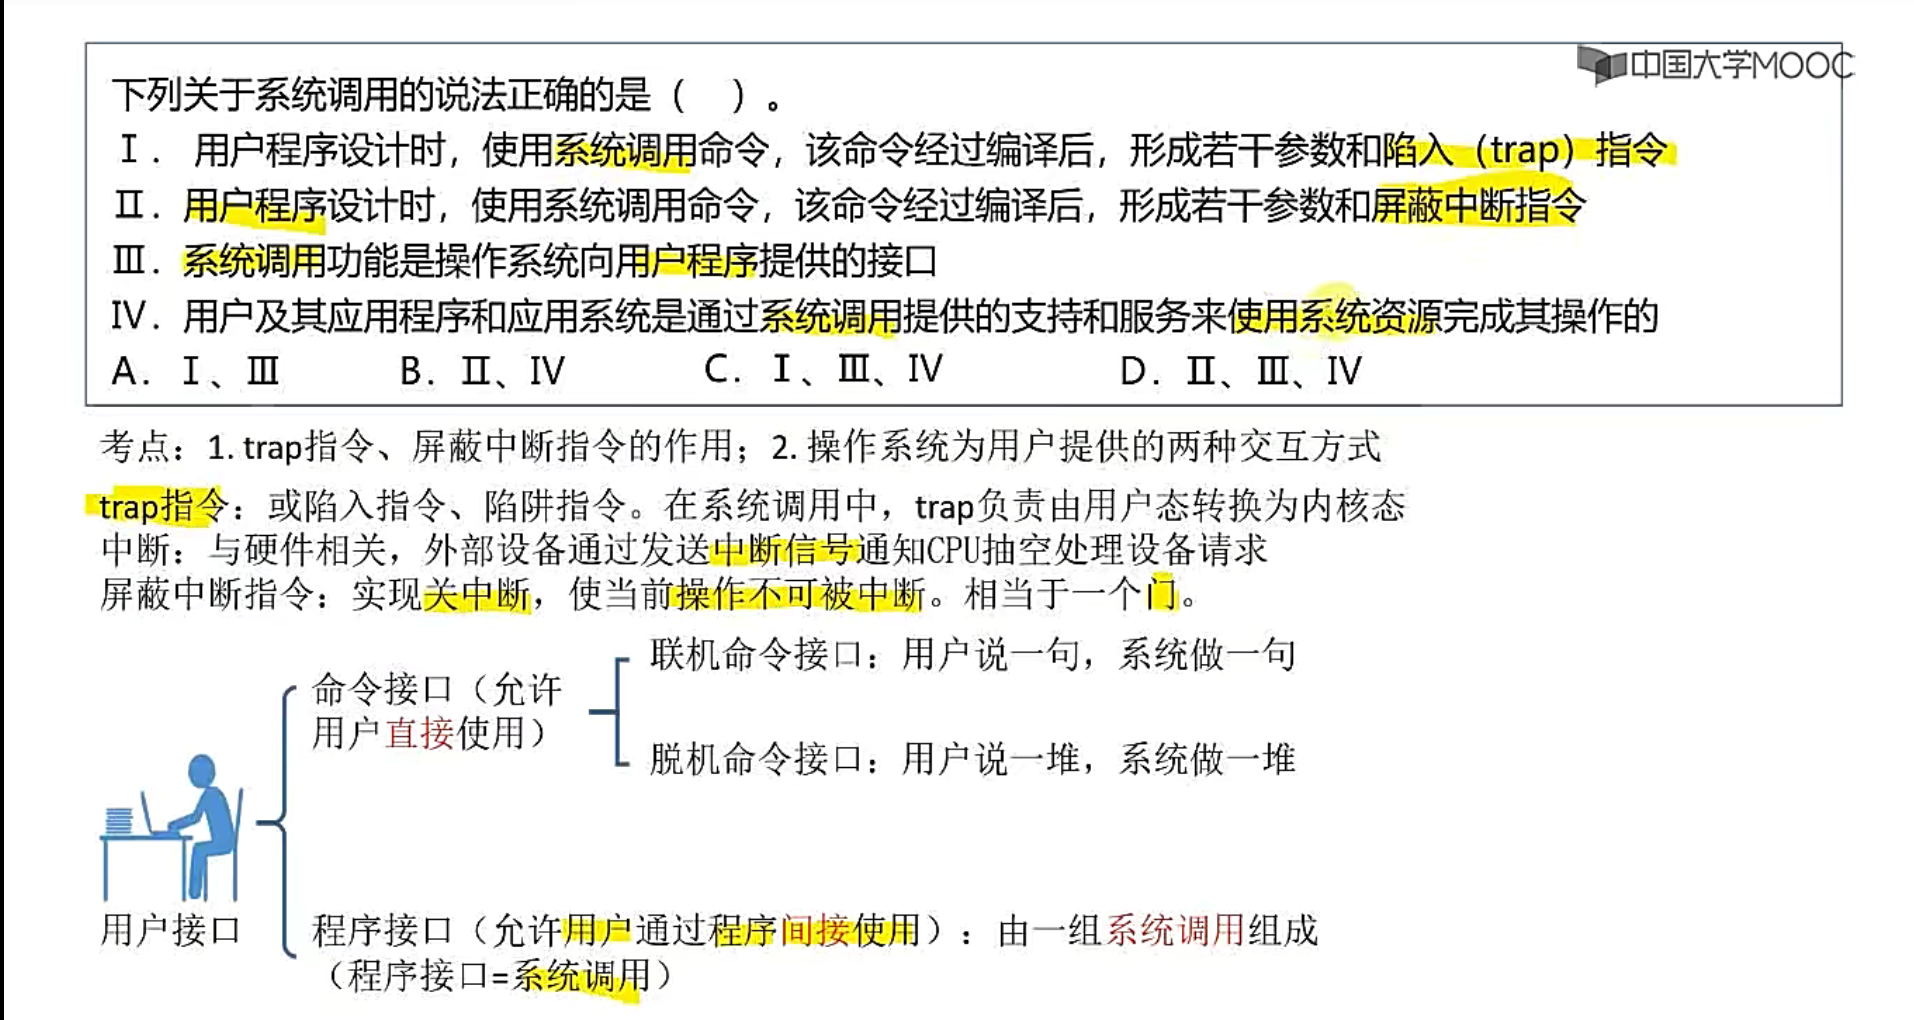 中国大学MOOC
下列关于系统调用的说法正确的是（　）。
Ⅰ． 用户程序设计时，使用系统调用命令，该命令经过编译后，形成若干参数和陷入（trap）指令
Ⅱ．用户程序设计时，使用系统调用命令，该命令经过编译后，形成若干参数和屏蔽中断指令
Ⅲ．系统调用功能是操作系统向用户程序提供的接口
Ⅳ．用户及其应用程序和应用系统是通过系统调用提供的支持和服务来使用系统资源完成其操作的
A．Ⅰ、Ⅲ　B．Ⅱ、Ⅳ　C．Ⅰ、Ⅲ、Ⅳ　D．Ⅱ、Ⅲ、Ⅳ
考点：1. trap指令、屏蔽中断指令的作用；2. 操作系统为用户提供的两种交互方式
trap指令：或陷入指令、陷阱指令。在系统调用中，trap负责由用户态转换为内核态
中断：与硬件相关，外部设备通过发送中断信号通知CPU抽空处理设备请求
屏蔽中断指令：实现关中断，使当前操作不可被中断。相当于一个门。
联机命令接口：用户说一句，系统做一句
命令接口（允许
用户直接使用）
脱机命令接口：用户说一堆，系统做一堆
用户接口
程序接口（允许用户通过程序间接使用）：由一组系统调用组成
（程序接口=系统调用）